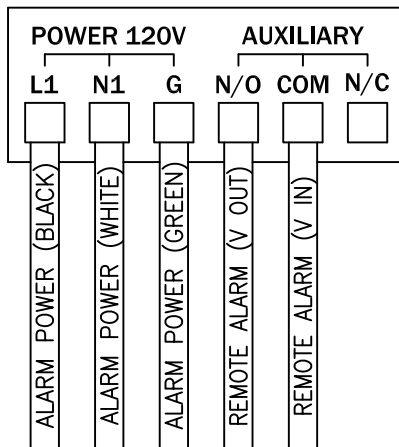 POWER 120V
AUXILIARY
L1 N1 G N/O COM N/C
ALARM POWER (BLACK)
ALARM POWER (WHITE)
ALARM POWER (GREEN)
REMOTE ALARM (V OUT)
REMOTE ALARM (V IN)